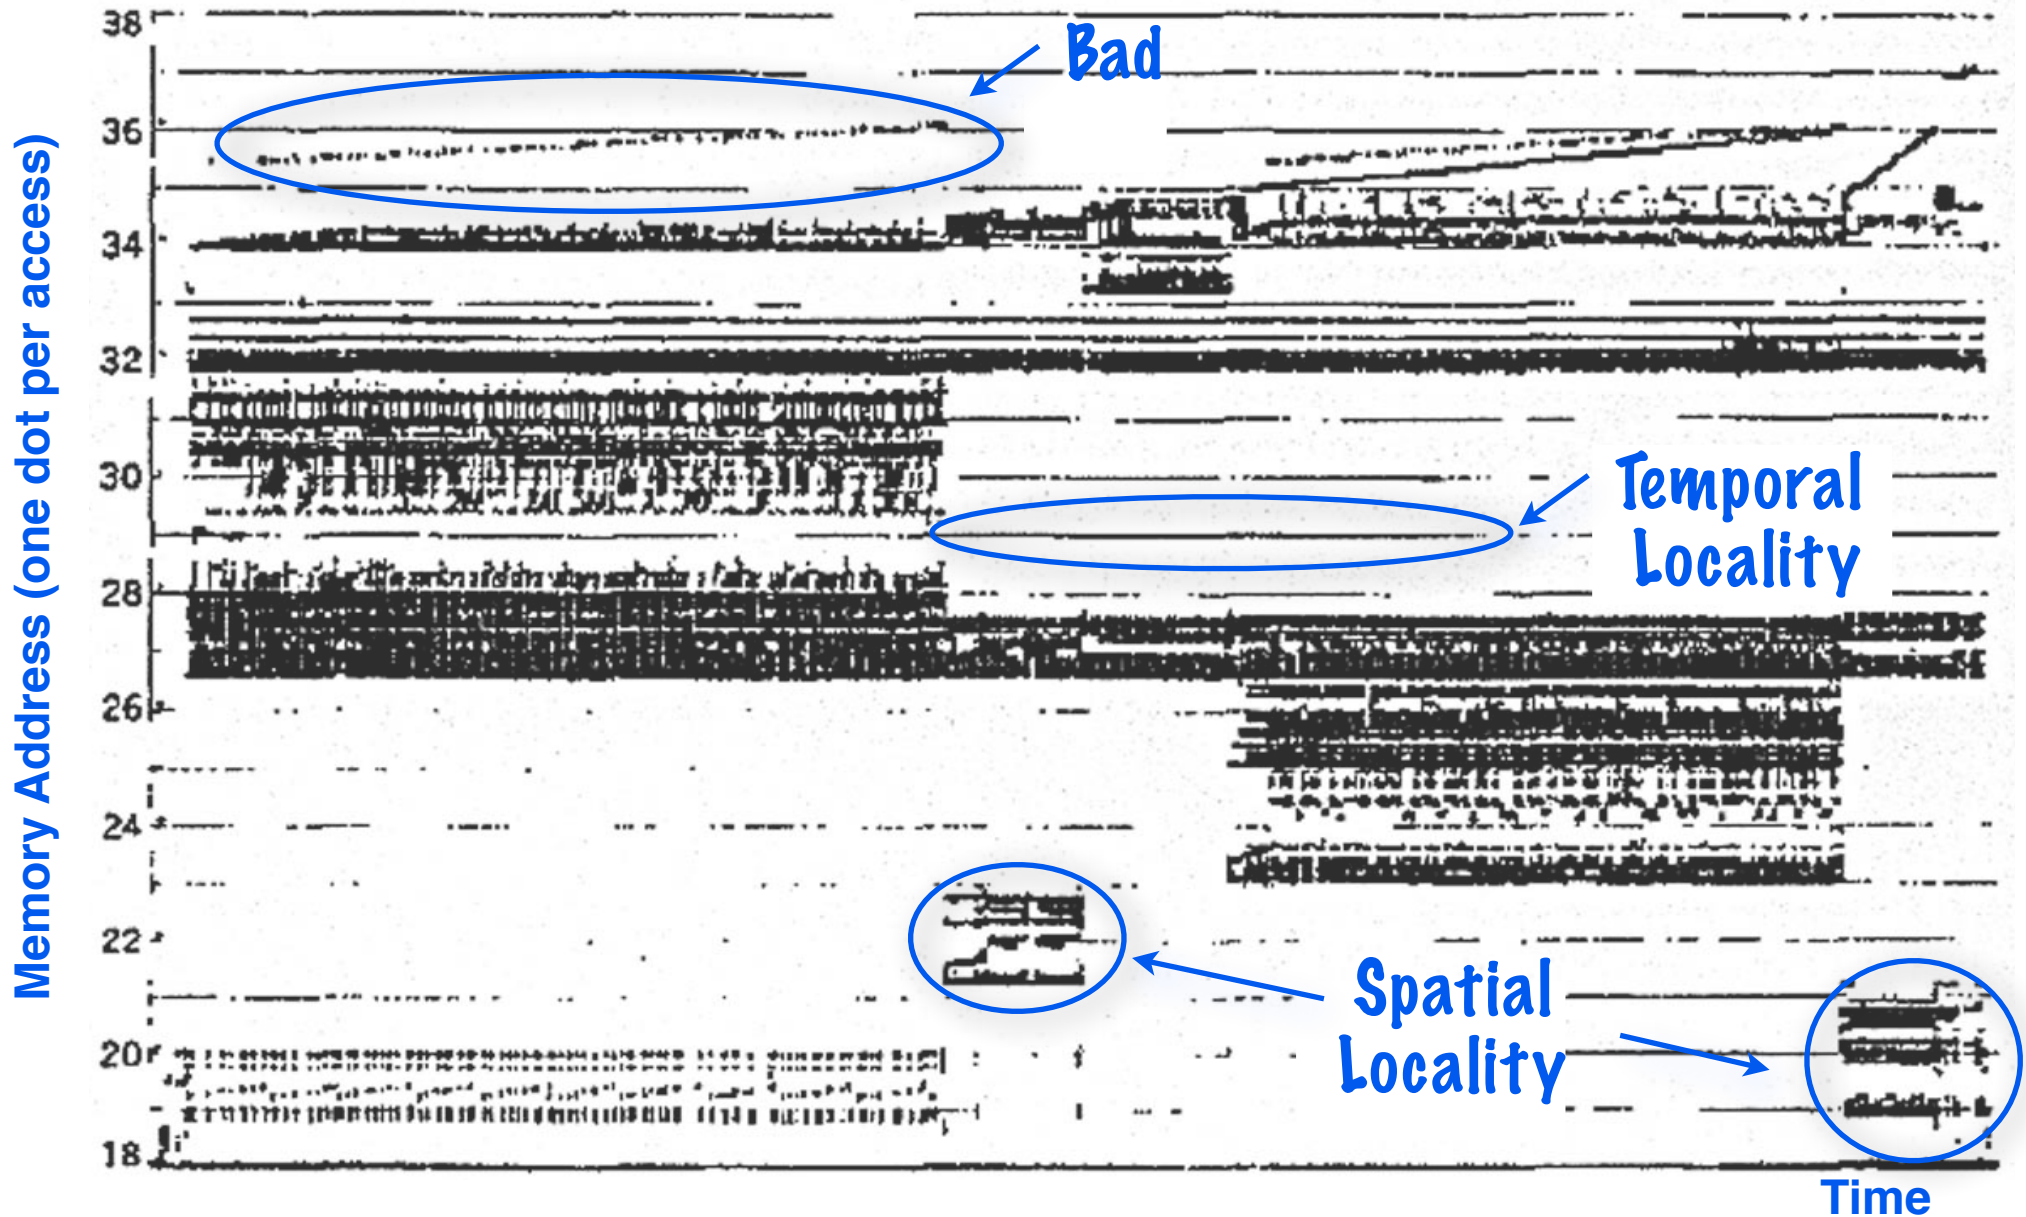 38
Bad
36
34
32
30
Temporal
Locality
28
26
24
22
Spatial
Locality
20
18
Time
Memory Address (one dot per access)